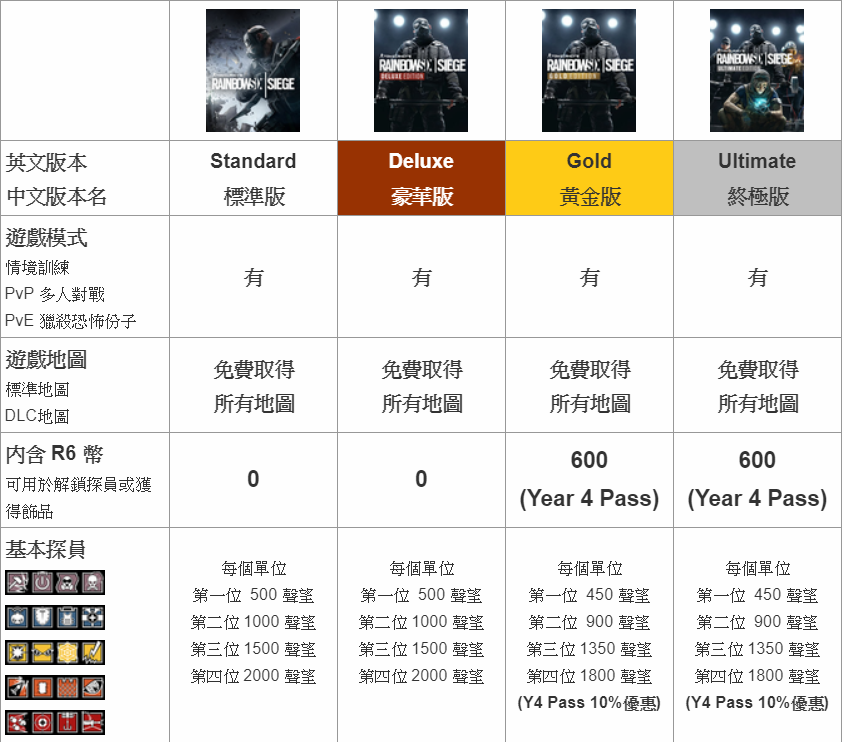 RAINBOWSIX | SIEGE
RAINBOWSIX | SIEGE
DELUXE EDITION
RAINBOWSIX | SIEGE
GOLD EDITION
RAINBOWSIX | SIEGE
ULTIMATE EDITION
英文版本
中文版本名
Standard
標準版
Deluxe
豪華版
Gold
黃金版
Ultimate
終極版
遊戲模式
情境訓練
PvP 多人對戰
PvE 獵殺恐怖份子
有
有
有
有
遊戲地圖
標準地圖
DLC地圖
免費取得
所有地圖
免費取得
所有地圖
免費取得
所有地圖
免費取得
所有地圖
内含 R6 幣
可用於解鎖探員或獲
得飾品
0
0
600
(Year 4 Pass)
600
(Year 4 Pass)
基本探員
每個單位
第一位 500 聲望
第二位 1000 聲望
第三位 1500 聲望
第四位 2000 聲望
每個單位
第一位 500 聲望
第二位 1000 聲望
第三位 1500 聲望
第四位 2000 聲望
每個單位
第一位 450 聲望
第二位 900 聲望
第三位 1350 聲望
第四位 1800 聲望
(Y4 Pass 10%優惠)
每個單位
第一位 450 聲望
第二位 900 聲望
第三位 1350 聲望
第四位 1800 聲望
(Y4 Pass 10%優惠)